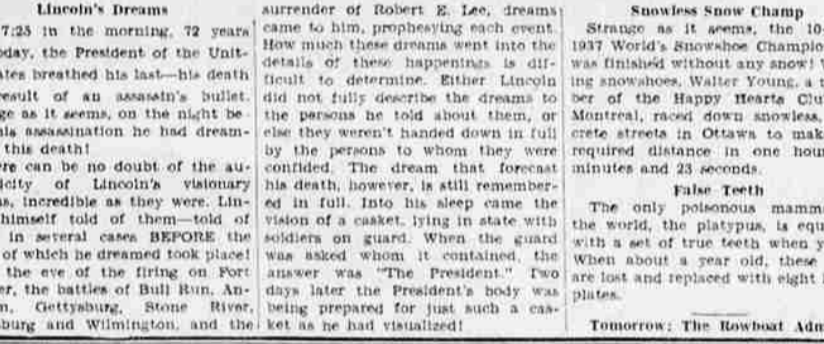 Lincoln's Dreams
7:25 in the morning, 72 years
oday, the President of the Unit-
ates breathed his last—his death
result of an assassin's bullet.
ge as it seems, on the night be-
his assassination he had dream-
this death!
re can be no doubt of the au-
icity of Lincoln's visionary
s, incredible as they were. Lin-
himself told of them—told of
in several cases BEFORE the
of which he dreamed took place!
the eve of the firing on Fort
er, the battles of Bull Run, An-
m, Gettysburg, Stone River,
sburg and Wilmington, and the
surrender of Robert E. Lee, dreams
came to him, prophesying each event.
How much these dreams went into the
details of these happenings is dif-
ficult to determine. Either Lincoln
did not fully describe the dreams to
the persons he told about them, or
else they weren't handed down in full
by the persons to whom they were
confided. The dream that forecast
his death, however, is still remember-
ed in full. Into his sleep came the
vision of a casket, lying in state with
soldiers on guard. When the guard
was asked whom it contained, the
answer was "The President." Two
days later the President's body was
being prepared for just such a cas-
ket as he had visualized!
Snowless Snow Champ
Strange as it seems, the 10-
1937 World's Snowshoe Champio
was finished without any snow!
ing snowshoes, Walter Young, a
ber of the Happy Hearts Clu
Montreal, raced down snowless,
crete streets in Ottawa to mak
required distance in one hou
minutes and 23 seconds.
False Teeth
The only poisonous mamm
the world, the platypus, is equ
with a set of true teeth when y
When about a year old, these
are lost and replaced with eight
plates.
Tomorrow: The Rowboat Adm